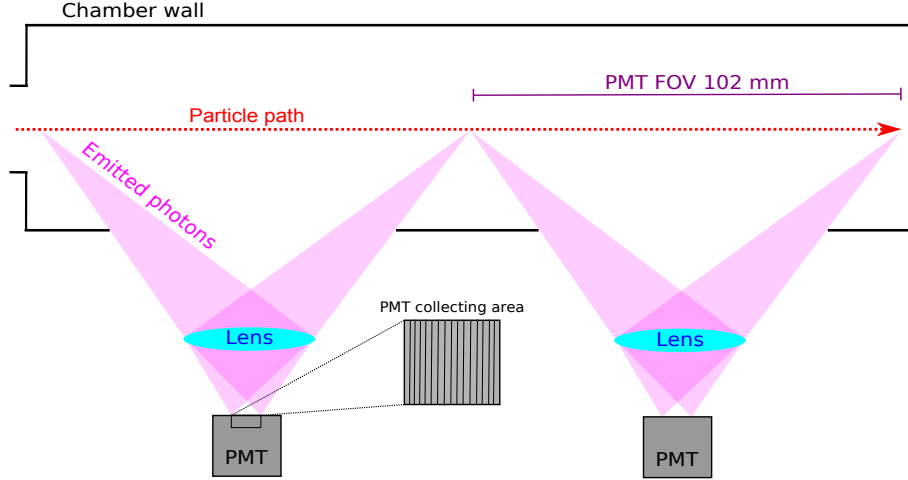 Chamber wall
PMT FOV 102 mm
Particle path
Emitted photons
PMT collecting area
Lens
Lens
PMT
PMT